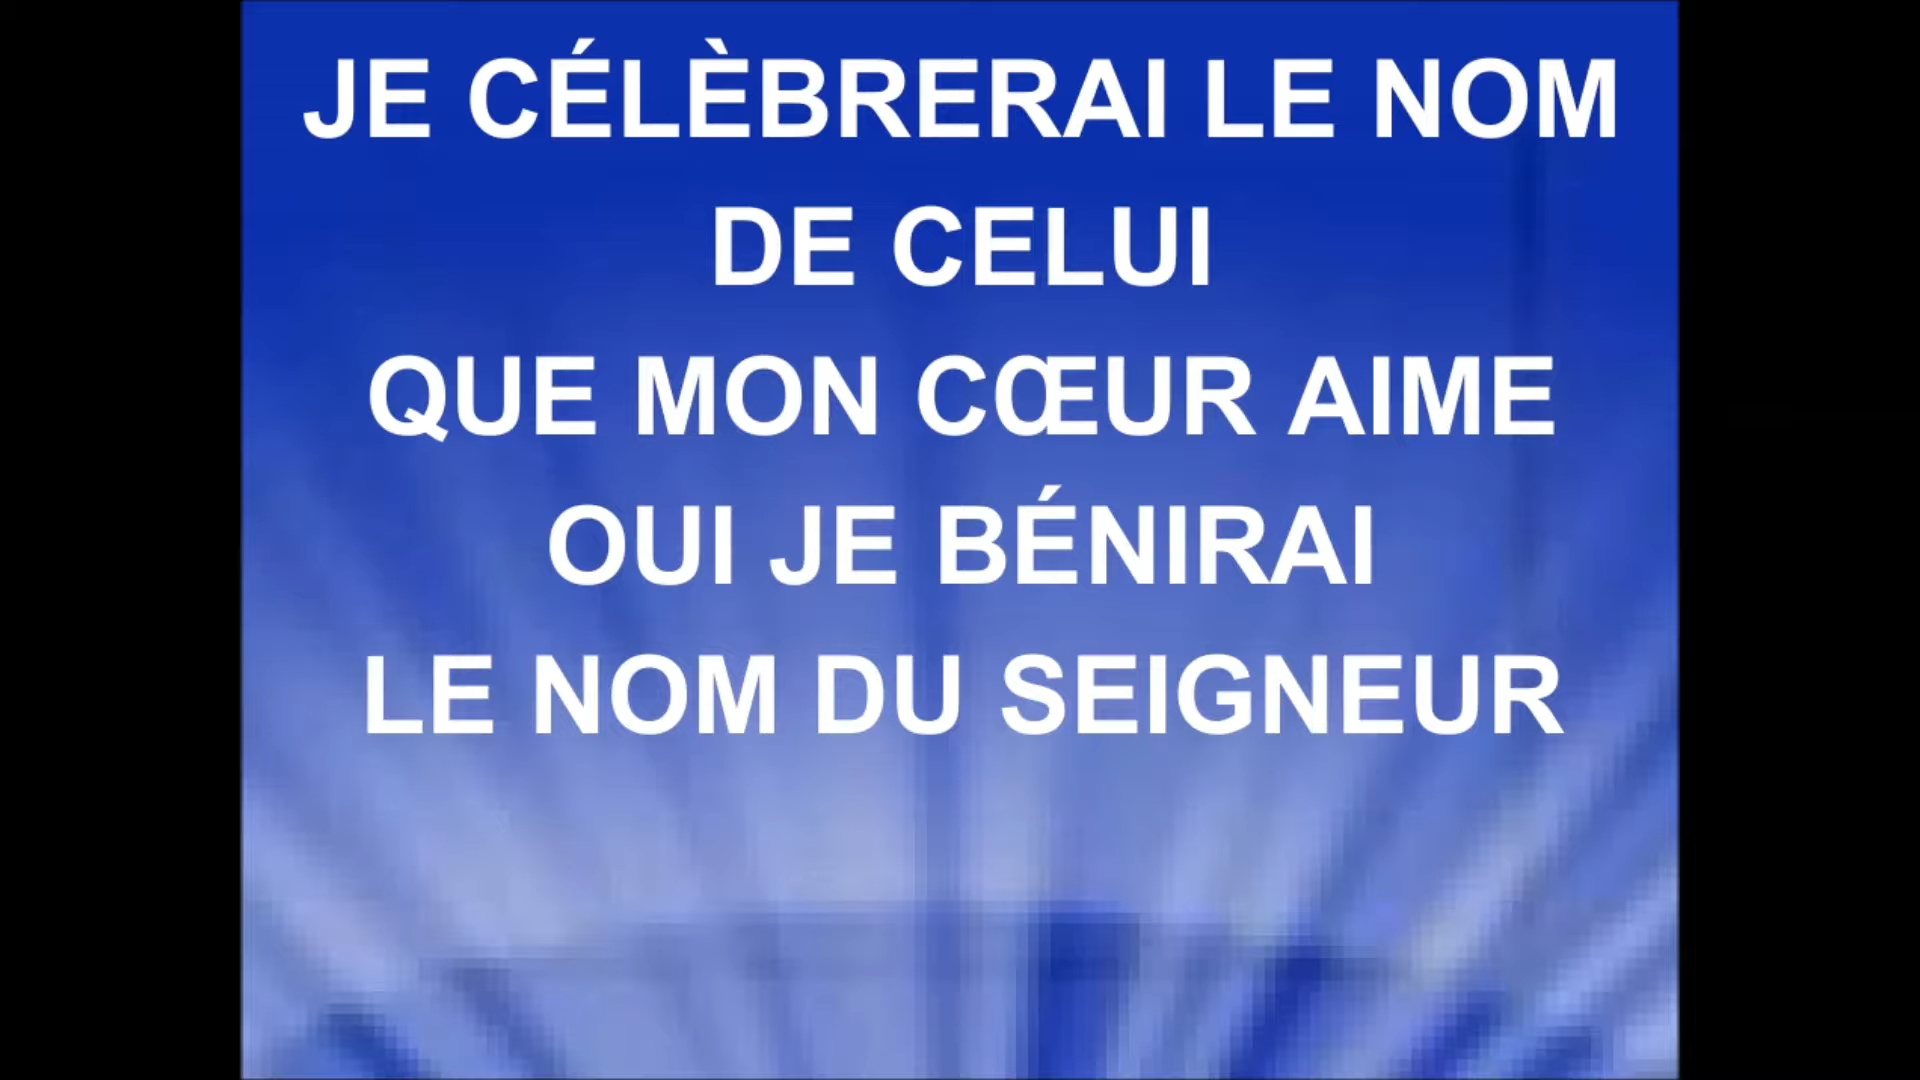 JE CÉLÈBRERAI LE NOM
DE CELUI
QUE MON CŒUR AIME
OUI JE BÉNIRAI
LE NOM DU SEIGNEUR